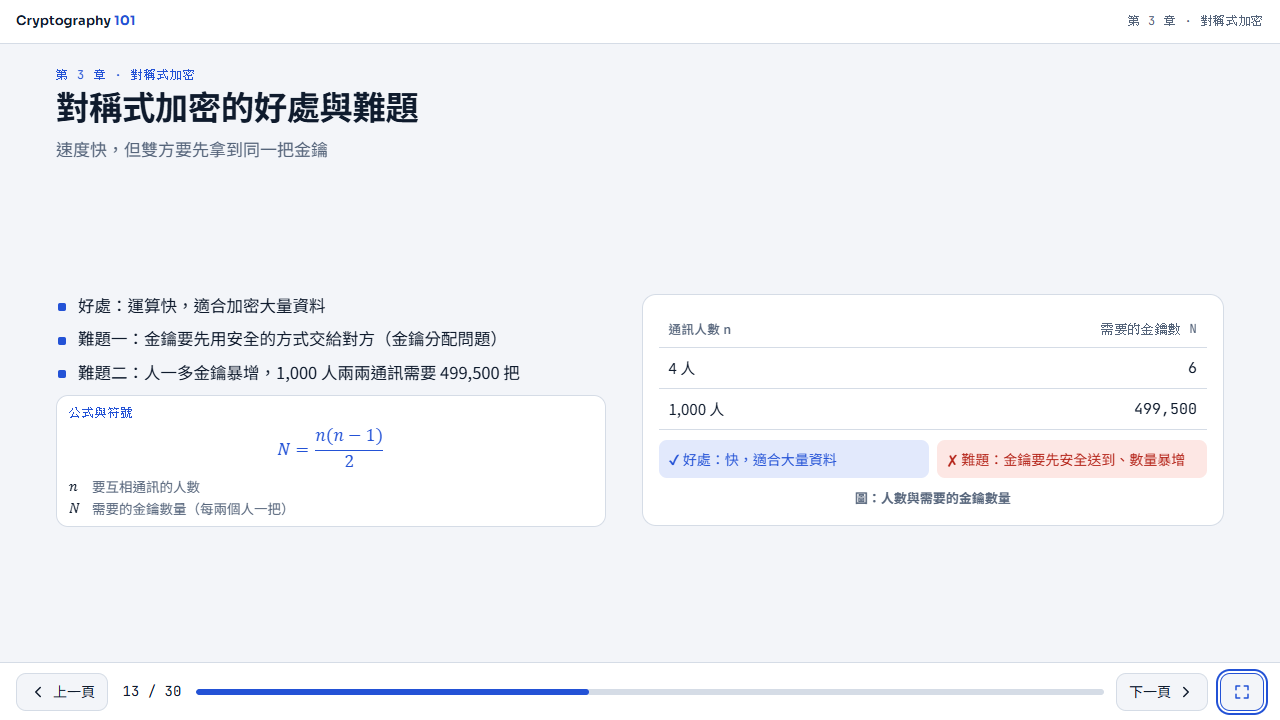 Cryptography 101
第 3 章 · 對稱式加密
第 3 章 · 對稱式加密
對稱式加密的好處與難題
速度快，但雙方要先拿到同一把金鑰
好處：運算快，適合加密大量資料
難題一：金鑰要先用安全的方式交給對方（金鑰分配問題）
難題二：人一多金鑰暴增，1,000 人兩兩通訊需要 499,500 把
公式與符號
N = n(n − 1) / 2
n 要互相通訊的人數
N 需要的金鑰數量（每兩個人一把）
通訊人數 n 需要的金鑰數 N
4 人 6
1,000 人 499,500
✓ 好處：快，適合大量資料
✗ 難題：金鑰要先安全送到、數量暴增
圖：人數與需要的金鑰數量
上一頁
13 / 30
下一頁